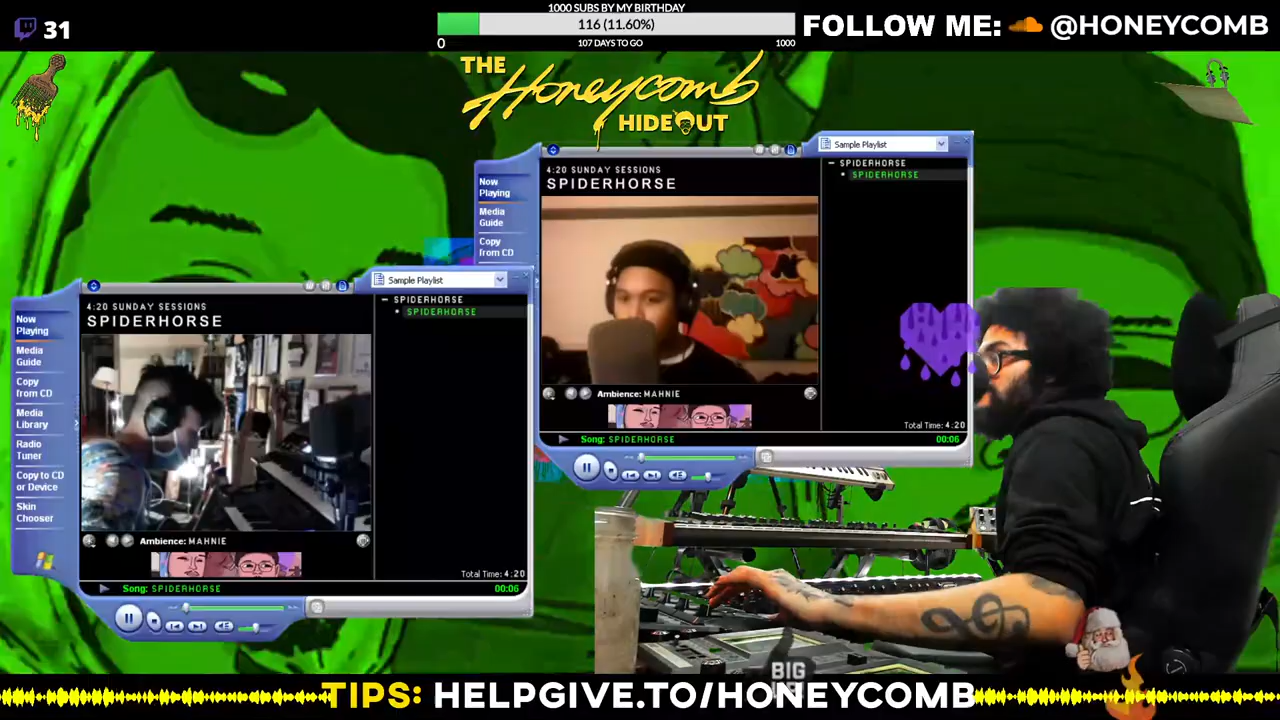 31
1000 SUBS BY MY BIRTHDAY
116 (11.60%)
0
107 DAYS TO GO
1000
FOLLOW ME: @HONEYCOMB
THE
Honeycomb
HIDEOUT
Sample Playlist
4:20 SUNDAY SESSIONS
SPIDERHORSE
SPIDERHORSE
SPIDERHORSE
Now
Playing
Media
Guide
Copy
from CD
Ambience: MAHNIE
Total Time: 4:20
Song: SPIDERHORSE
00:06
Sample Playlist
4:20 SUNDAY SESSIONS
SPIDERHORSE
SPIDERHORSE
SPIDERHORSE
Now
Playing
Media
Guide
Copy
from CD
Media
Library
Radio
Tuner
Copy to CD
or Device
Skin
Chooser
Ambience: MAHNIE
Total Time: 4:20
Song: SPIDERHORSE
00:06
BIG
TIPS: HELPGIVE.TO/HONEYCOMB